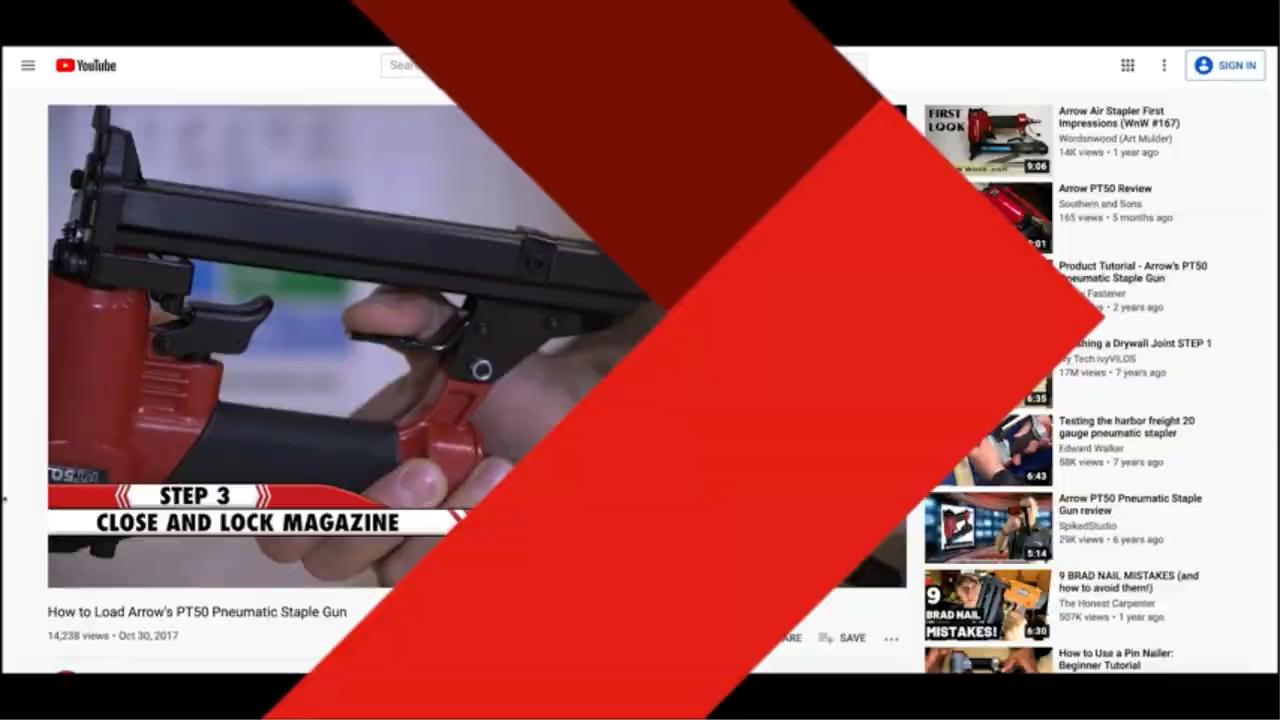 YouTube
Sear
SIGN IN
STEP 3
CLOSE AND LOCK MAGAZINE
How to Load Arrow's PT50 Pneumatic Staple Gun
14,238 views • Oct 30, 2017
ARE
SAVE
FIRST
LOOK
9:06
Arrow Air Stapler First
Impressions (WnW #167)
Wordsnwood (Art Mulder)
14K views • 1 year ago
:01
Arrow PT50 Review
Southern and Sons
165 views • 5 months ago
Product Tutorial - Arrow's PT50
neumatic Staple Gun
Fastener
• 2 years ago
shing a Drywall Joint STEP 1
y Tech ivyVILOS
17M views • 7 years ago
6:35
Testing the harbor freight 20
gauge pneumatic stapler
Edward Walker
58K views • 7 years ago
6:43
Arrow PT50 Pneumatic Staple
Gun review
SpikedStudio
29K views • 6 years ago
5:14
9
BRAD NAIL
MISTAKES!
6:30
9 BRAD NAIL MISTAKES (and
how to avoid them!)
The Honest Carpenter
507K views • 1 year ago
How to Use a Pin Nailer:
Beginner Tutorial